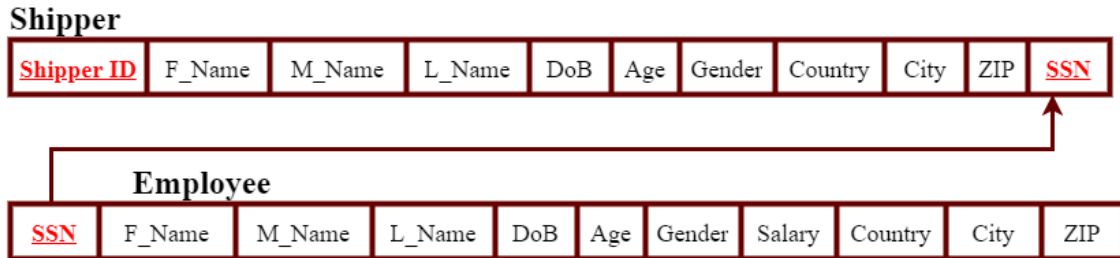 Shipper
Shipper ID F_Name M_Name L_Name DoB Age Gender Country City ZIP SSN
Employee
SSN F_Name M_Name L_Name DoB Age Gender Salary Country City ZIP